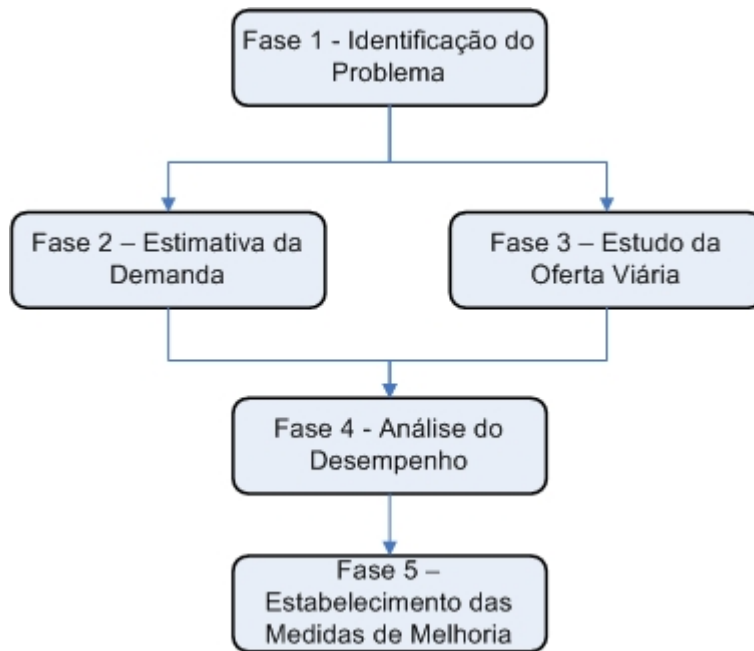 Fase 1 - Identificação do
Problema
Fase 2 – Estimativa da
Demanda
Fase 3 – Estudo da
Oferta Viária
Fase 4 - Análise do
Desempenho
Fase 5 –
Estabelecimento das
Medidas de Melhoria